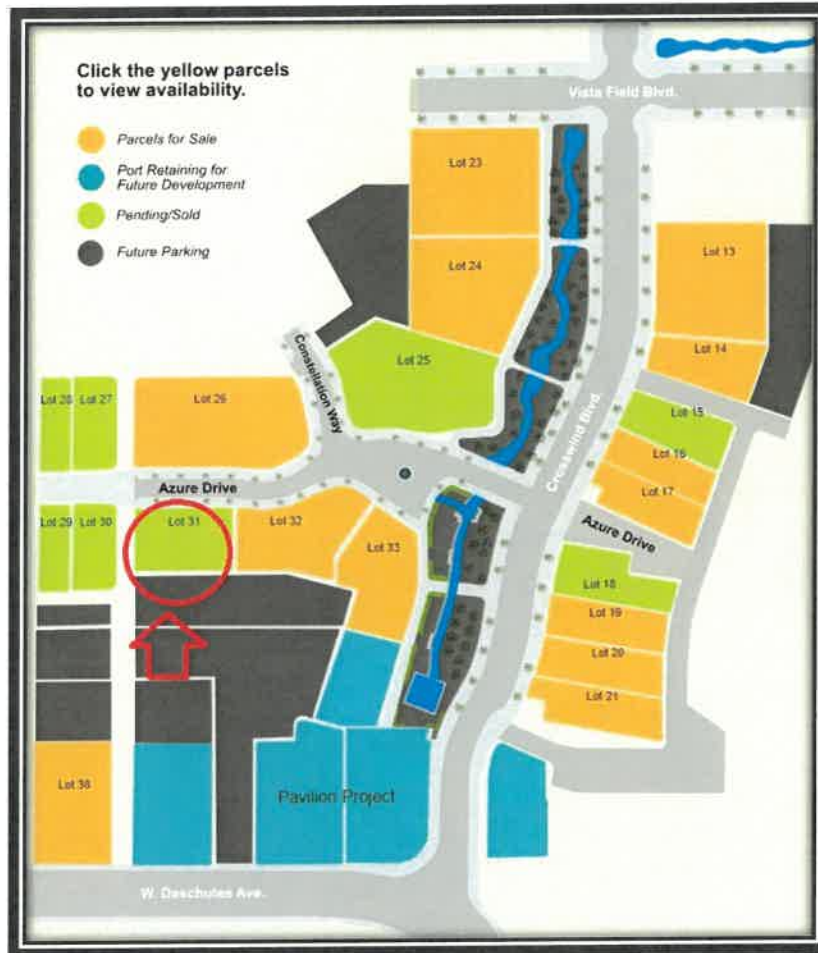 Click the yellow parcels
to view availability.
Parcels for Sale
Port Retaining for
Future Development
Pending/Sold
Future Parking
Vista Field Blvd.
Lot 23
Lot 24
Lot 13
Lot 14
Constellation
Way
Lot 25
Crosswind Blvd.
Lot 28
Lot 27
Lot 26
Lot 15
Lot 16
Lot 17
Azure Drive
Azure Drive
Lot 29
Lot 30
Lot 31
Lot 32
Lot 33
Lot 18
Lot 19
Lot 20
Lot 21
Lot 38
Pavilion Project
W. Deschutes Ave.